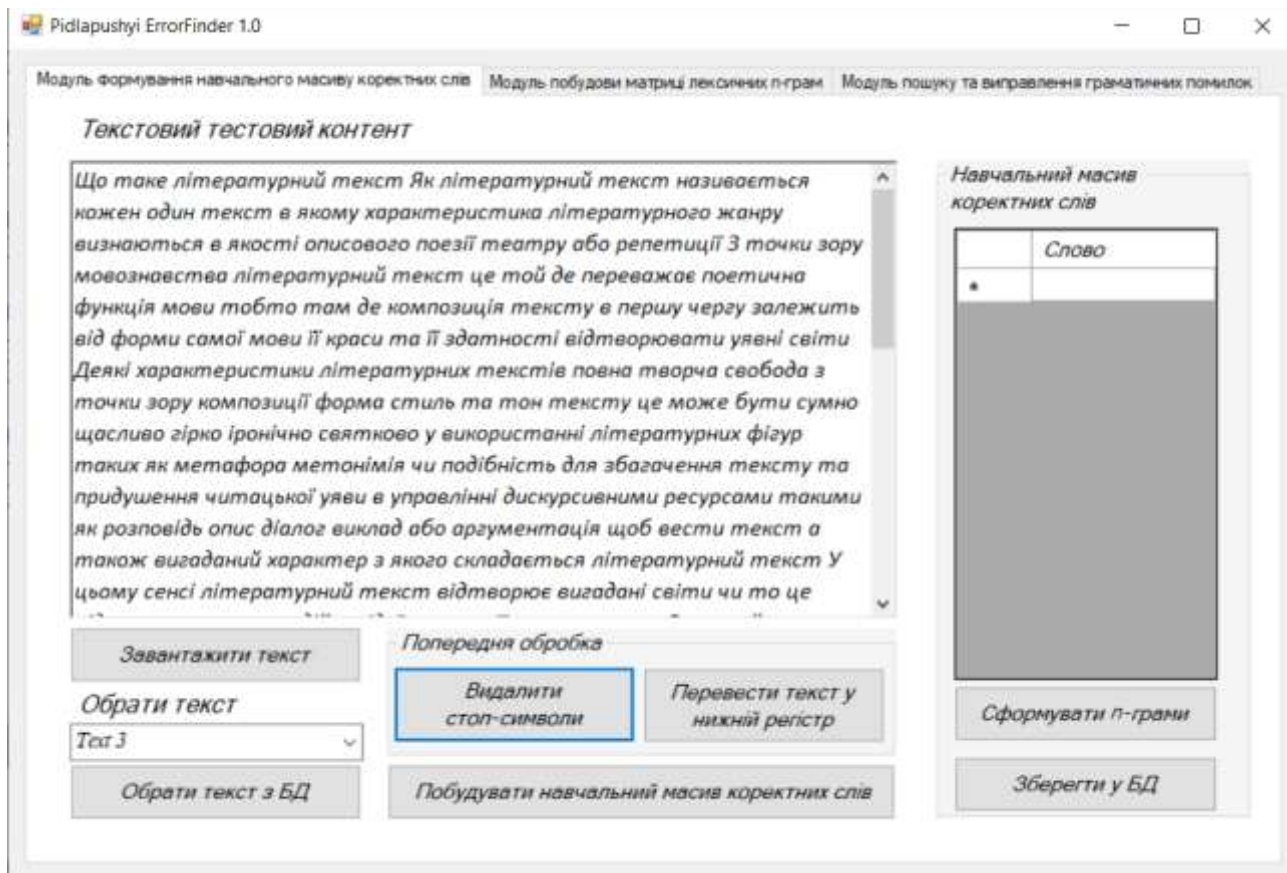 Pidlapushyi ErrorFinder 1.0
Модуль формування навчального масиву коректних слів Модуль побудови матриці лексичних n-грам Модуль пошуку та виправлення граматичних помилок
Текстовий тестовий контент
Що таке літературний текст Як літературний текст називається
кожен один текст в якому характеристика літературного жанру
визнаються в якості описового поезії театру або репетиції З точки зору
мовознавства літературний текст це той де переважає поетична
функція мови тобто там де композиція тексту в першу чергу залежить
від форми самої мови її краси та її здатності відтворювати уявні світи
Деякі характеристики літературних текстів повна творча свобода з
точки зору композиції форма стиль та тон тексту це може бути сумно
щасливо гірко іронічно святково у використанні літературних фігур
таких як метафора метонімія чи подібність для збагачення тексту та
придушення читацької уяви в управлінні дискурсивними ресурсами такими
як розповідь опис діалог виклад або аргументація щоб вести текст а
також вигаданий характер з якого складається літературний текст У
цьому сенсі літературний текст відтворює вигадані світи чи то це
Навчальний масив
коректних слів
Слово
Завантажити текст
Обрати текст
Text 3
Обрати текст з БД
Попередня обробка
Видалити
стоп-символи
Перевести текст у
нижній регістр
Побудувати навчальний масив коректних слів
Сформувати n-грами
Зберегти у БД